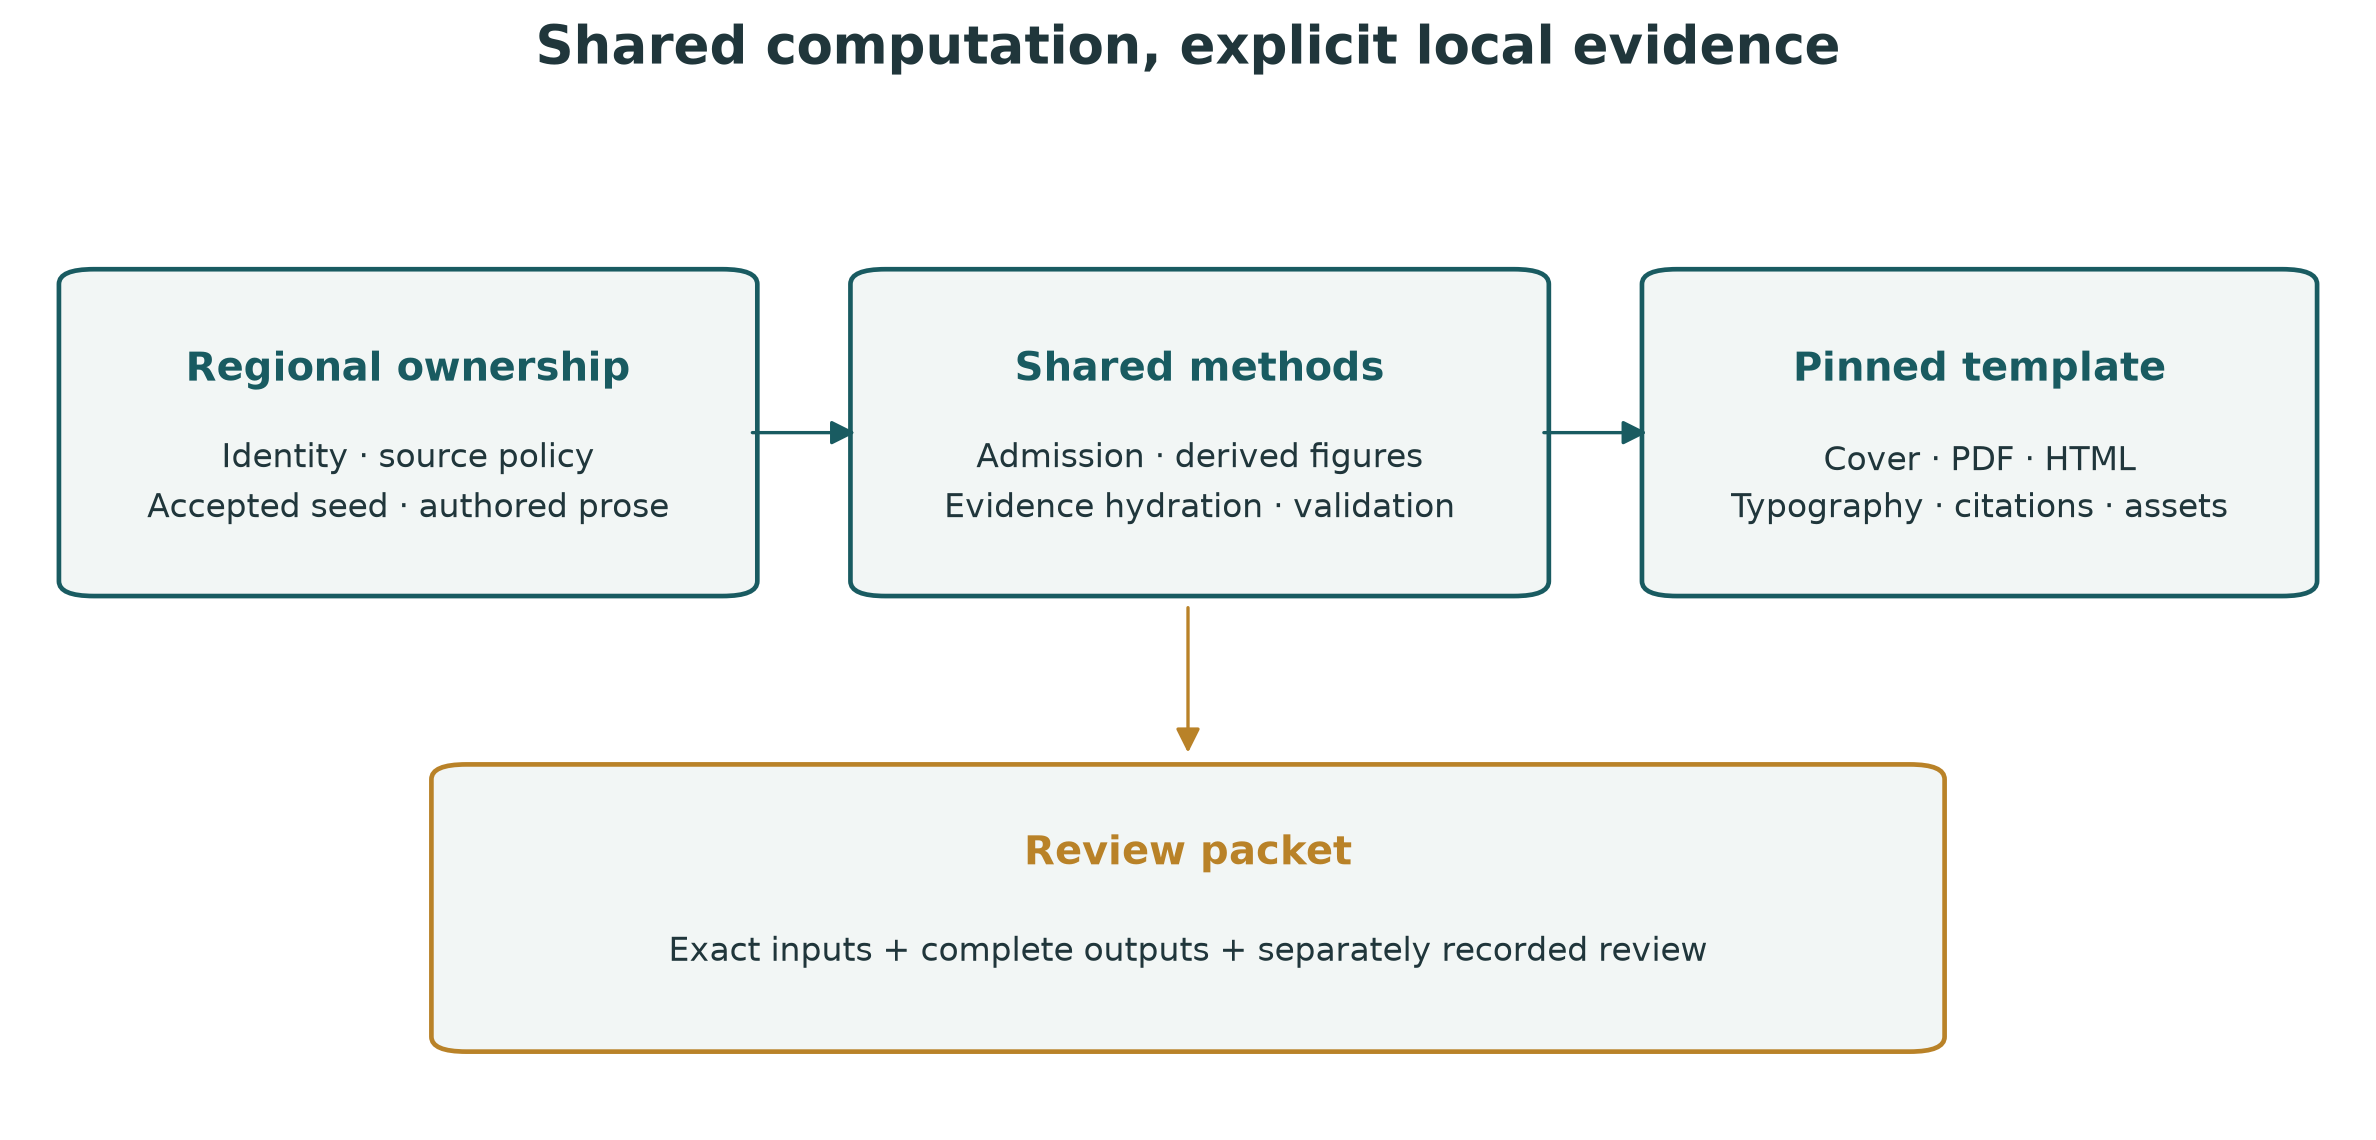 Shared computation, explicit local evidence
Regional ownership
Identity · source policy
Accepted seed · authored prose
Shared methods
Admission · derived figures
Evidence hydration · validation
Pinned template
Cover · PDF · HTML
Typography · citations · assets
Review packet
Exact inputs + complete outputs + separately recorded review